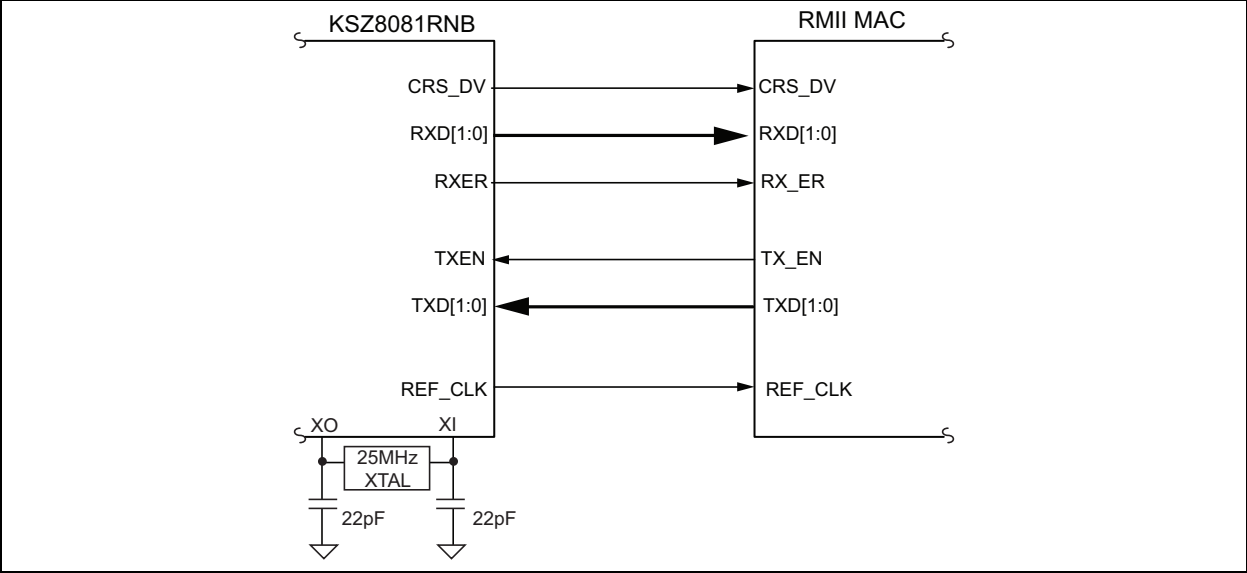 KSZ8081RNB
RMII MAC
CRS_DV
CRS_DV
RXD[1:0]
RXD[1:0]
RXER
RX_ER
TXEN
TX_EN
TXD[1:0]
TXD[1:0]
REF_CLK
REF_CLK
XO
XI
25MHz
XTAL
22pF
22pF